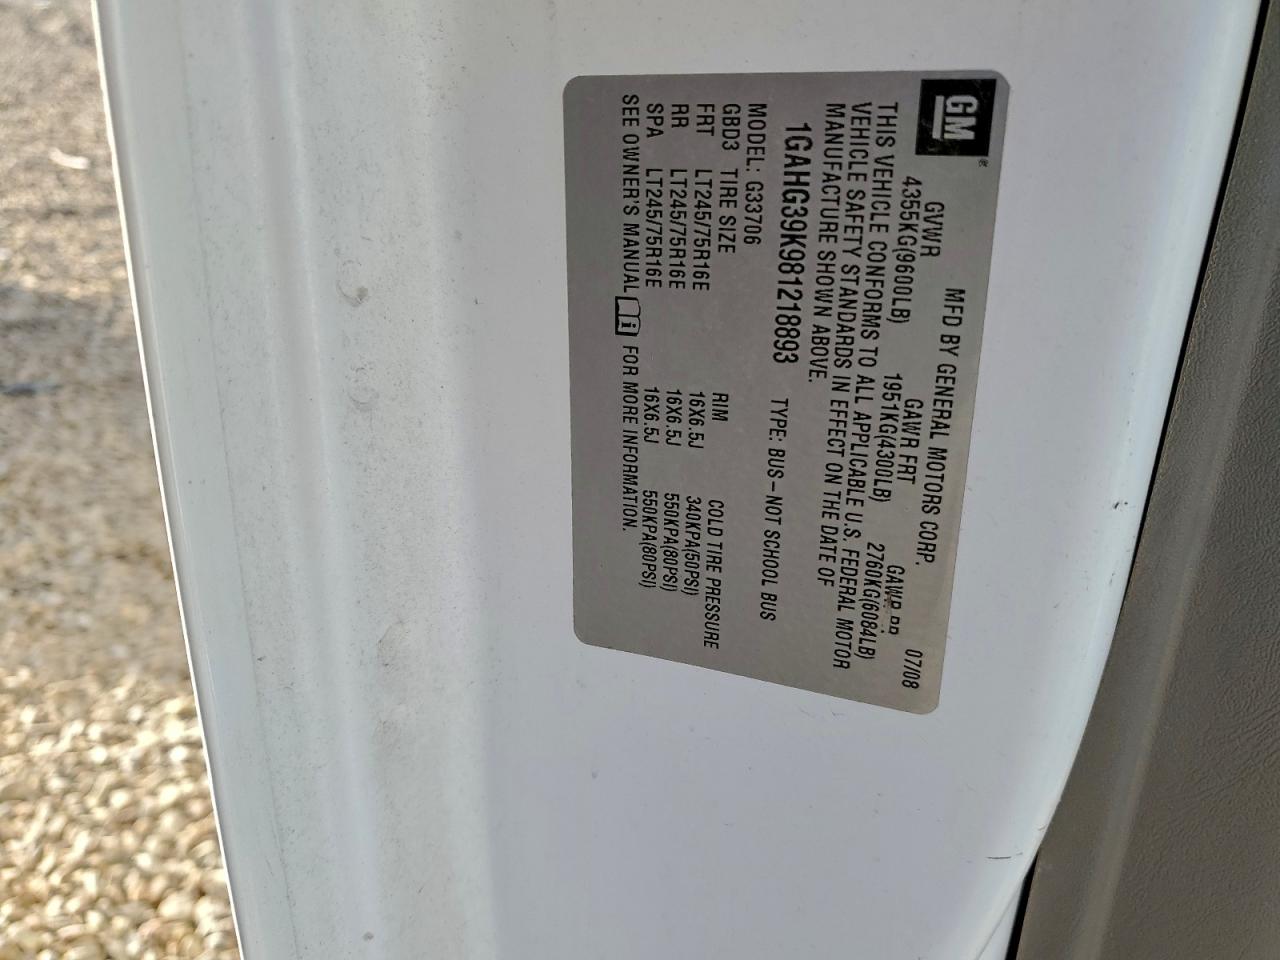 GM
MFD BY GENERAL MOTORS CORP. 07/08
GVWR GAWR FRT GAWR RR
4355KG(9600LB) 1951KG(4300LB) 2760KG(6084LB)
THIS VEHICLE CONFORMS TO ALL APPLICABLE U.S. FEDERAL MOTOR
VEHICLE SAFETY STANDARDS IN EFFECT ON THE DATE OF
MANUFACTURE SHOWN ABOVE.
1GAHG39K981218893 TYPE: BUS-NOT SCHOOL BUS
MODEL: G33706
GBD3 TIRE SIZE RIM COLD TIRE PRESSURE
FRT LT245/75R16E 16X6.5J 340KPA(50PSI)
RR LT245/75R16E 16X6.5J 550KPA(80PSI)
SPA LT245/75R16E 16X6.5J 550KPA(80PSI)
SEE OWNER'S MANUAL FOR MORE INFORMATION.